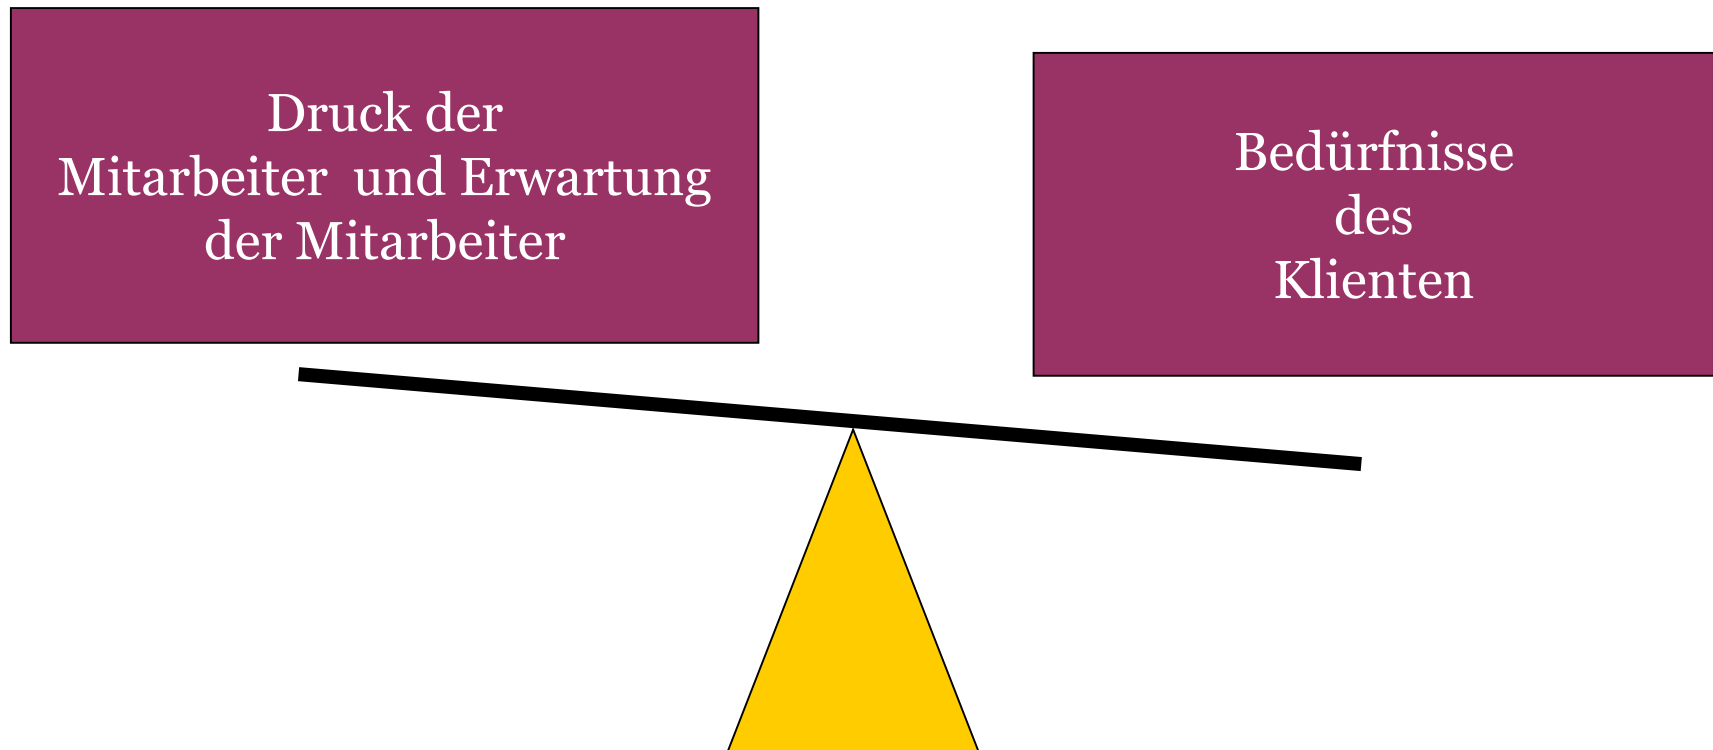 Druck der
Mitarbeiter  und Erwartung
der Mitarbeiter
Bedürfnisse
des
Klienten